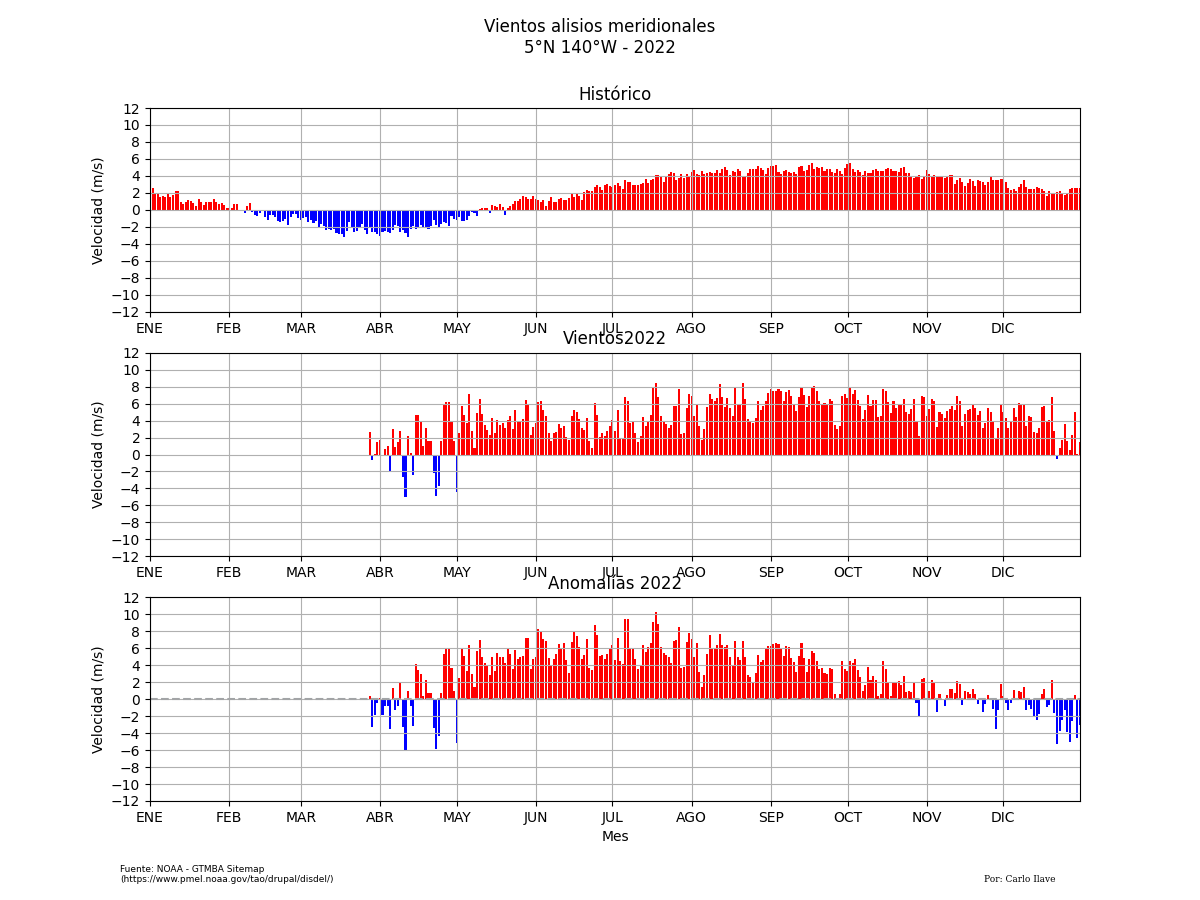 Vientos alisios meridionales
5°N 140°W - 2022
Histórico
Velocidad (m/s)
12
10
8
6
4
2
0
−2
−4
−6
−8
−10
−12
ENE FEB MAR ABR MAY JUN JUL AGO SEP OCT NOV DIC
Vientos2022
Velocidad (m/s)
12
10
8
6
4
2
0
−2
−4
−6
−8
−10
−12
ENE FEB MAR ABR MAY JUN JUL AGO SEP OCT NOV DIC
Anomalías 2022
Velocidad (m/s)
12
10
8
6
4
2
0
−2
−4
−6
−8
−10
−12
ENE FEB MAR ABR MAY JUN JUL AGO SEP OCT NOV DIC
Mes
Fuente: NOAA - GTMBA Sitemap
(https://www.pmel.noaa.gov/tao/drupal/disdel/)
Por: Carlo Ilave